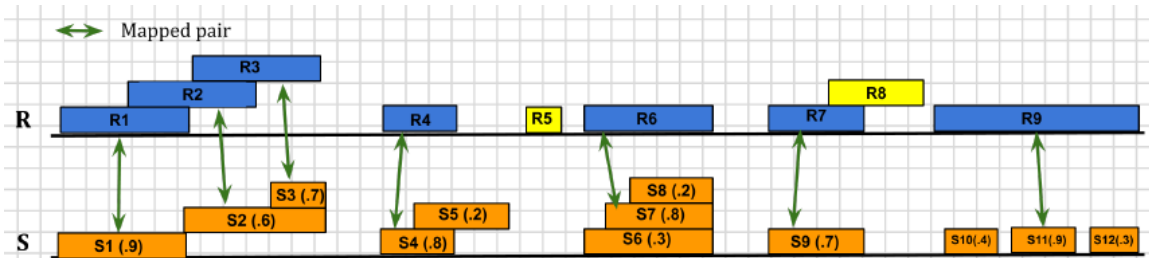 Mapped pair
R3
R2
R R1 R4 R5 R6 R7 R8 R9
S3 (.7) S8 (.2)
S2 (.6) S5 (.2) S7 (.8)
S S1 (.9) S4 (.8) S6 (.3) S9 (.7) S10(.4) S11(.9) S12(.3)